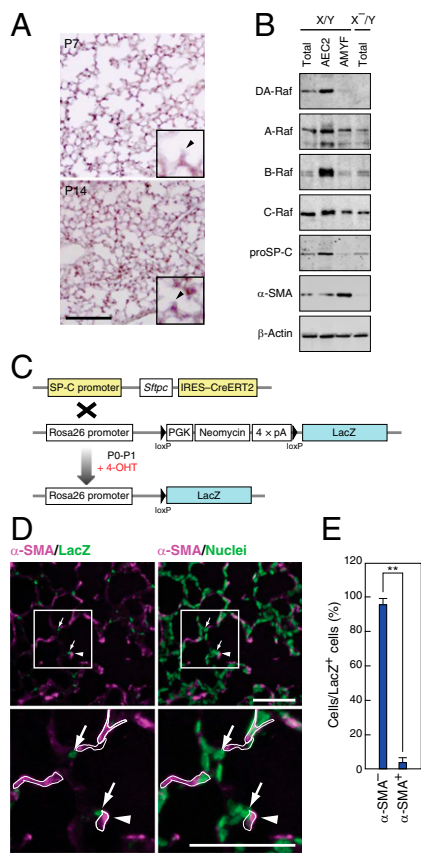 A
P7
P14
B
X/Y X⁻/Y
Total AEC2 AMYF Total
DA-Raf
A-Raf
B-Raf
C-Raf
proSP-C
α-SMA
β-Actin
C
SP-C promoter Sftpc IRES–CreERT2
Rosa26 promoter PGK Neomycin 4 × pA LacZ
loxP loxP
P0-P1
+ 4-OHT
Rosa26 promoter LacZ
loxP
D
α-SMA/LacZ α-SMA/Nuclei
E
**
Cells/LacZ⁺ cells (%)
120
100
80
60
40
20
0
α-SMA⁻
α-SMA⁺